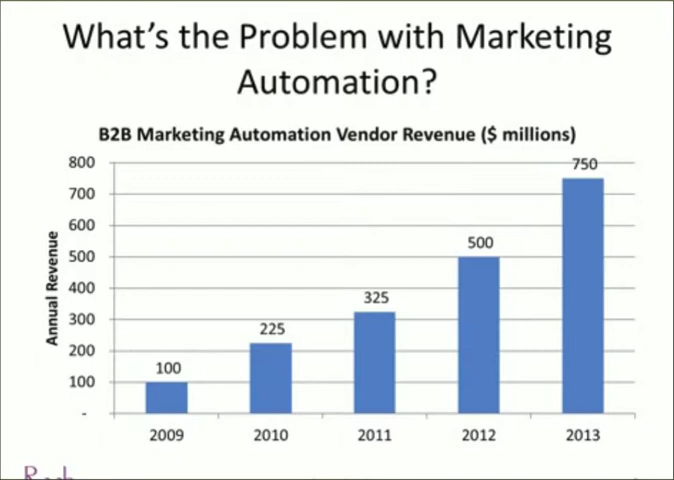 What's the Problem with Marketing
Automation?
B2B Marketing Automation Vendor Revenue ($ millions)
Annual Revenue
800
700
600
500
400
300
200
100
-
100
225
325
500
750
2009 2010 2011 2012 2013